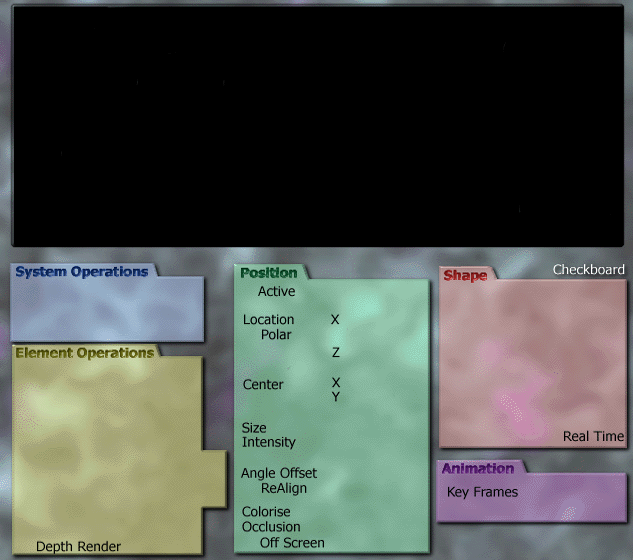 System Operations
Element Operations
Depth Render
Position
Active
Location X
Polar
Z
Center X
Y
Size
Intensity
Angle Offset
ReAlign
Colorise
Occlusion
Off Screen
Shape
Checkboard
Real Time
Animation
Key Frames